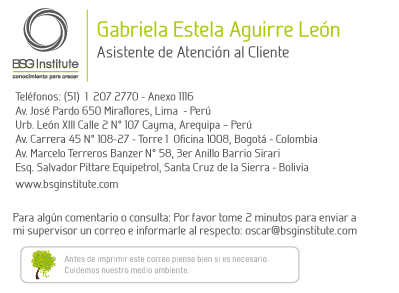 Gabriela Estela Aguirre León
Asistente de Atención al Cliente
BSG Institute
conocimiento para crecer
Teléfonos: (51) 1 207 2770 - Anexo 1116
Av. José Pardo 650 Miraflores, Lima - Perú
Urb. León XIII Calle 2 N° 107 Cayma, Arequipa – Perú
Av. Carrera 45 N° 108-27 - Torre 1 Oficina 1008, Bogotá - Colombia
Av. Marcelo Terreros Banzer N° 58, 3er Anillo Barrio Sirari
Esq. Salvador Pittare Equipetrol, Santa Cruz de la Sierra - Bolivia
www.bsginstitute.com
Para algún comentario o consulta: Por favor tome 2 minutos para enviar a
mi supervisor un correo e informarle al respecto: oscar@bsginstitute.com
Antes de imprimir este correo piense bien si es necesario.
Cuidemos nuestro medio ambiente.